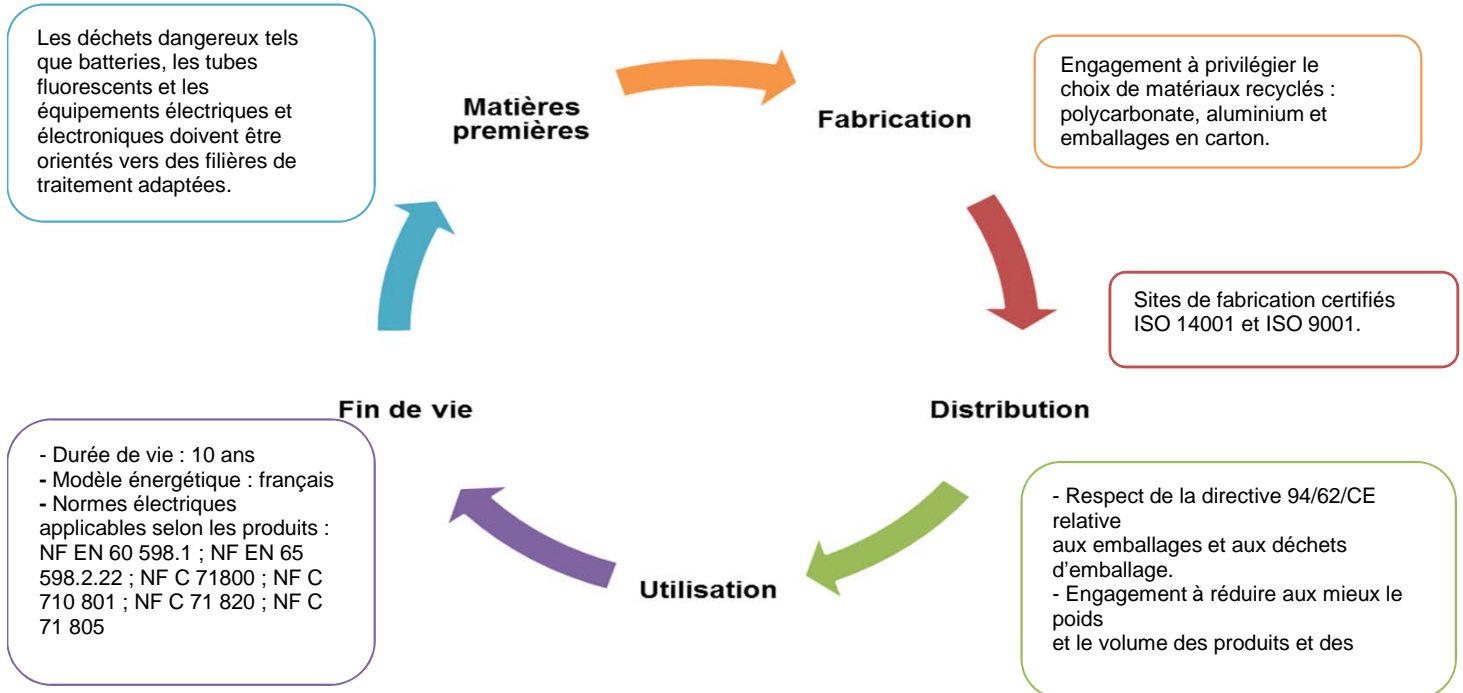 Les déchets dangereux tels
que batteries, les tubes
fluorescents et les
équipements électriques et
électroniques doivent être
orientés vers des filières de
traitement adaptées.
Matières
premières
Fabrication
Engagement à privilégier le
choix de matériaux recyclés :
polycarbonate, aluminium et
emballages en carton.
Sites de fabrication certifiés
ISO 14001 et ISO 9001.
Fin de vie
Distribution
- Durée de vie : 10 ans
- Modèle énergétique : français
- Normes électriques
applicables selon les produits :
NF EN 60 598.1 ; NF EN 65
598.2.22 ; NF C 71800 ; NF C
710 801 ; NF C 71 820 ; NF C
71 805
Utilisation
- Respect de la directive 94/62/CE
relative
aux emballages et aux déchets
d'emballage.
- Engagement à réduire aux mieux le
poids
et le volume des produits et des